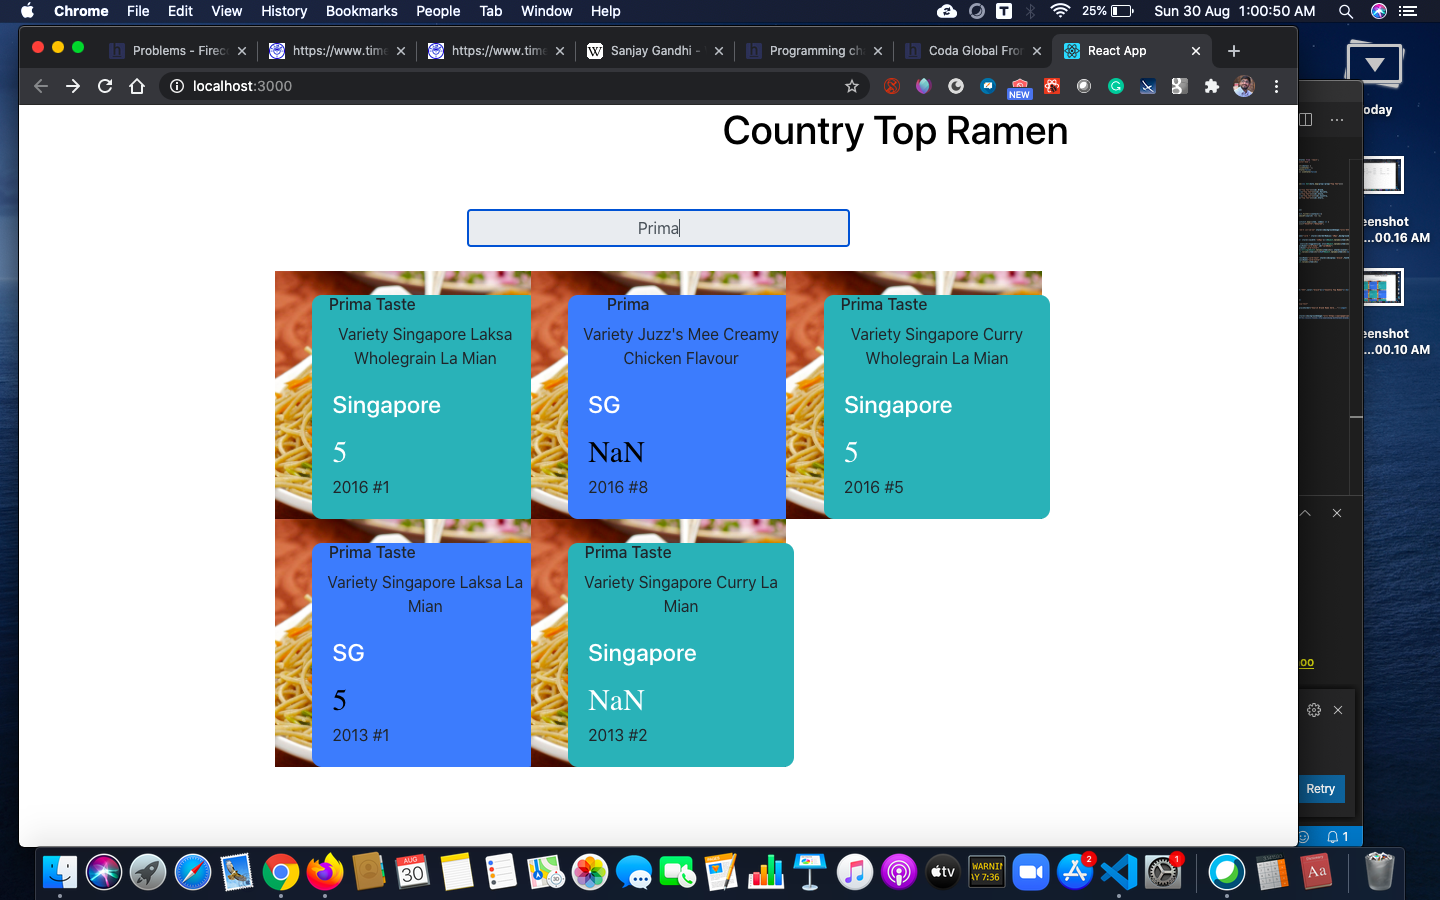 Chrome File Edit View History Bookmarks People Tab Window Help
25% Sun 30 Aug 1:00:50 AM
Problems - Firec
https://www.time
https://www.time
Sanjay Gandhi -
Programming ch
Coda Global Fron
React App
localhost:3000
NEW
Country Top Ramen
Prima
Prima Taste
Variety Singapore Laksa
Wholegrain La Mian
Singapore
5
2016 #1
Prima
Variety Juzz's Mee Creamy
Chicken Flavour
SG
NaN
2016 #8
Prima Taste
Variety Singapore Curry
Wholegrain La Mian
Singapore
5
2016 #5
Prima Taste
Variety Singapore Laksa La
Mian
SG
5
2013 #1
Prima Taste
Variety Singapore Curry La
Mian
Singapore
NaN
2013 #2
oday
eenshot
...00.16 AM
eenshot
...00.10 AM
oo
Retry
1
AUG
30
tv
WARNIN
AY 7:36
2
1
Aa